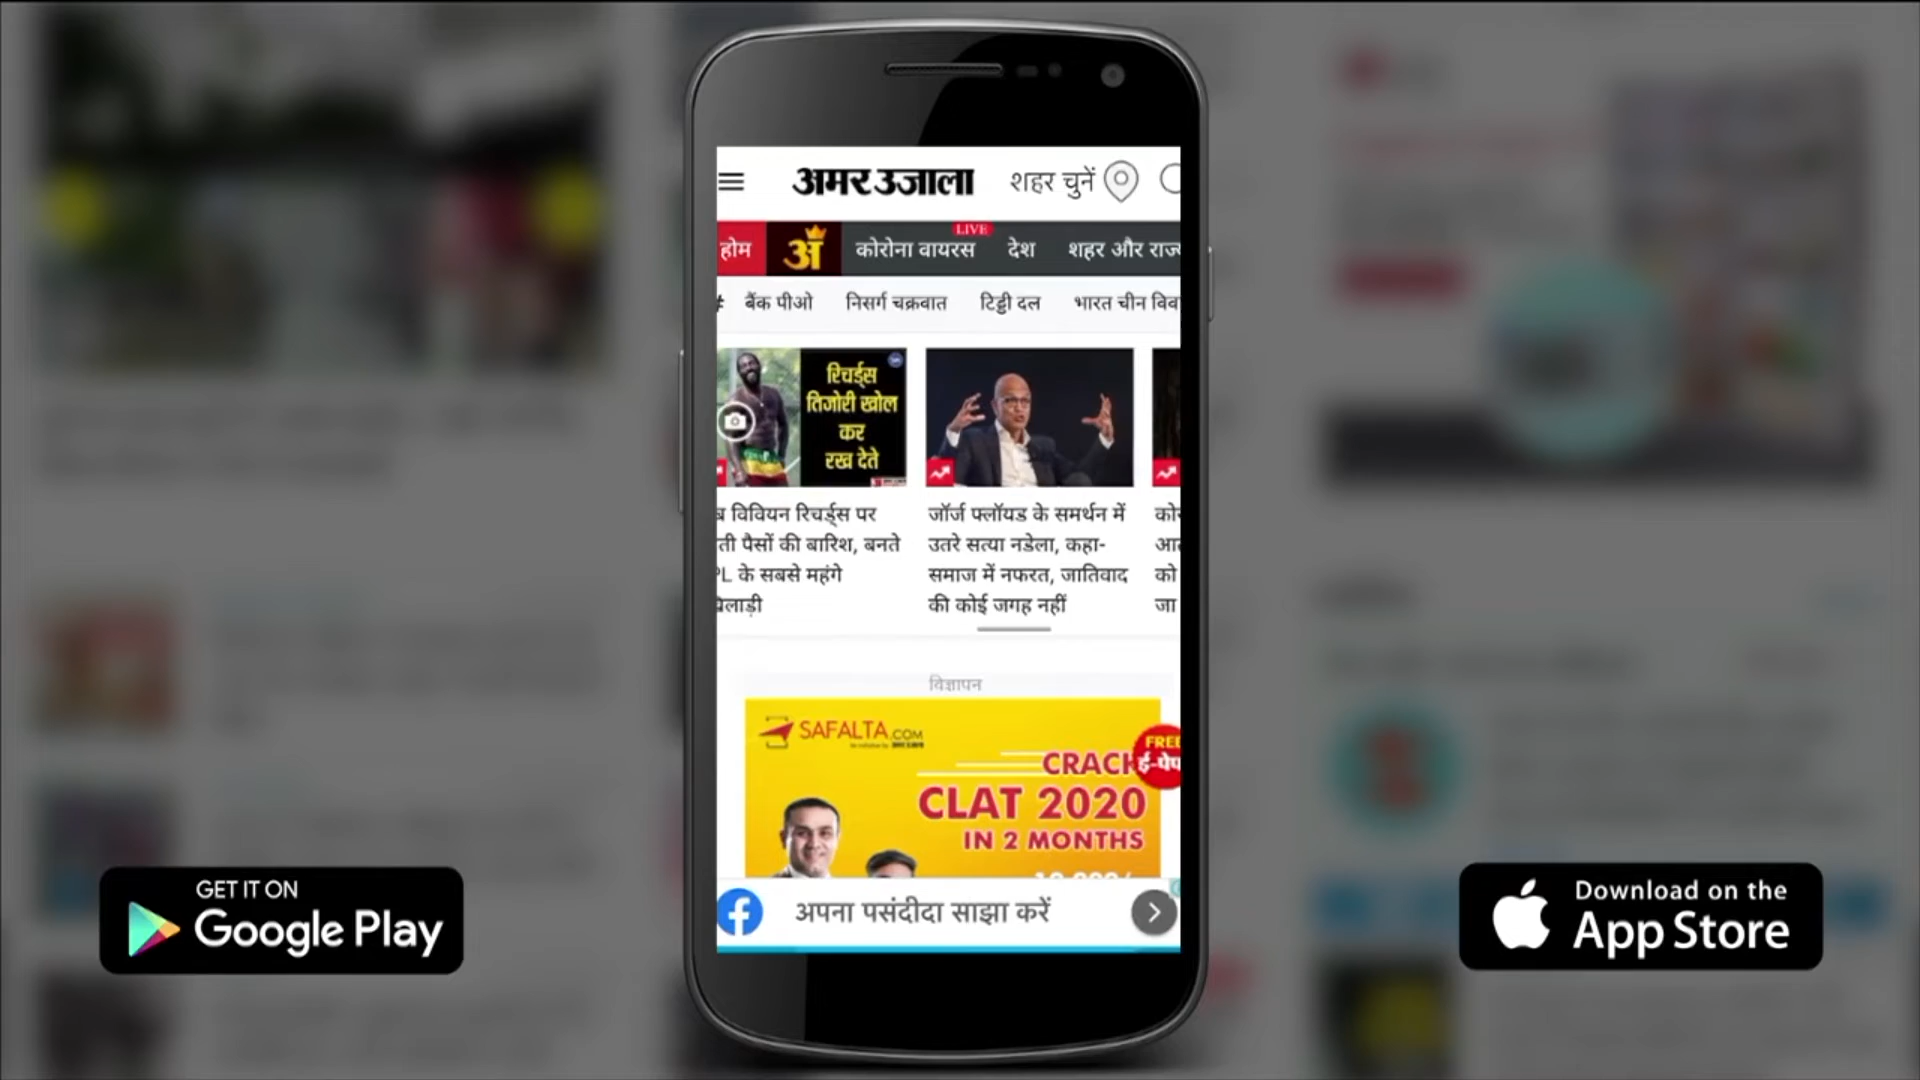 अमर उजाला
शहर चुनें
होम
अं
कोरोना वायरस
LIVE
देश
शहर और राज्
#
बैंक पीओ
निसर्ग चक्रवात
टिड्डी दल
भारत चीन विव
रिचर्ड्स
तिजोरी खोल
कर
रख देते
ब विवियन रिचर्ड्स पर
ती पैसों की बारिश, बनते
PL के सबसे महंगे
खिलाड़ी
जॉर्ज फ्लॉयड के समर्थन में
उतरे सत्या नडेला, कहा-
समाज में नफरत, जातिवाद
की कोई जगह नहीं
को
जा
विज्ञापन
SAFALTA.COM
CRACK
CLAT 2020
IN 2 MONTHS
FREE
ई-पेप
अपना पसंदीदा साझा करें
GET IT ON
Google Play
Download on the
App Store